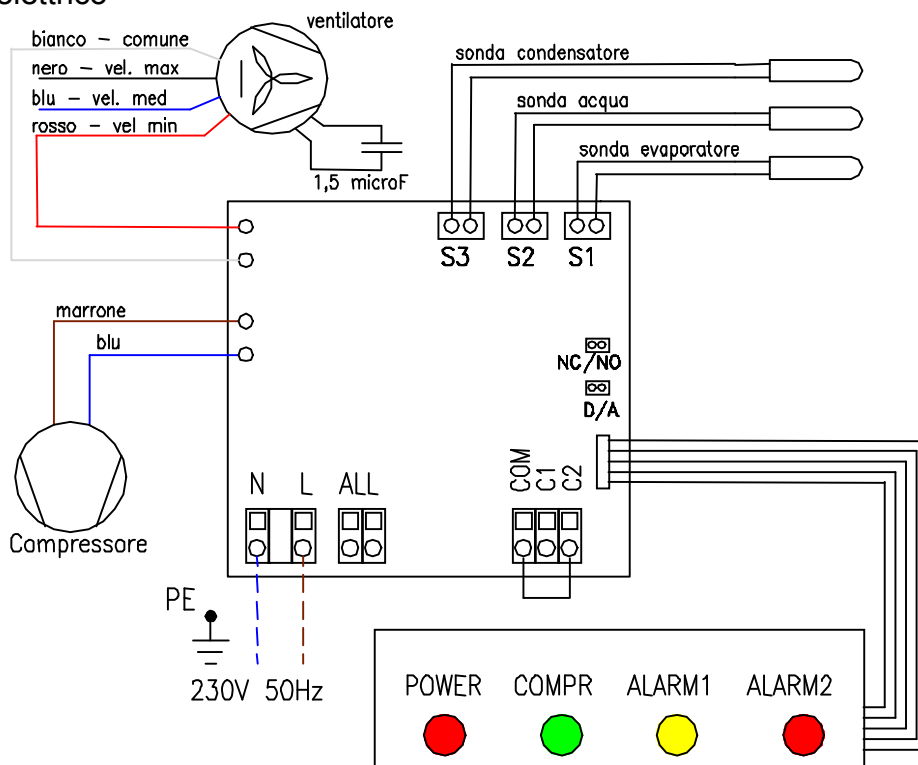 ventilatore
bianco – comune
nero – vel. max
blu – vel. med
rosso – vel min
1,5 microF
sonda condensatore
sonda acqua
sonda evaporatore
S3 S2 S1
marrone
blu
NC/NO
D/A
Compressore
N L ALL
COM C1 C2
PE
230V 50Hz
POWER COMPR ALARM1 ALARM2